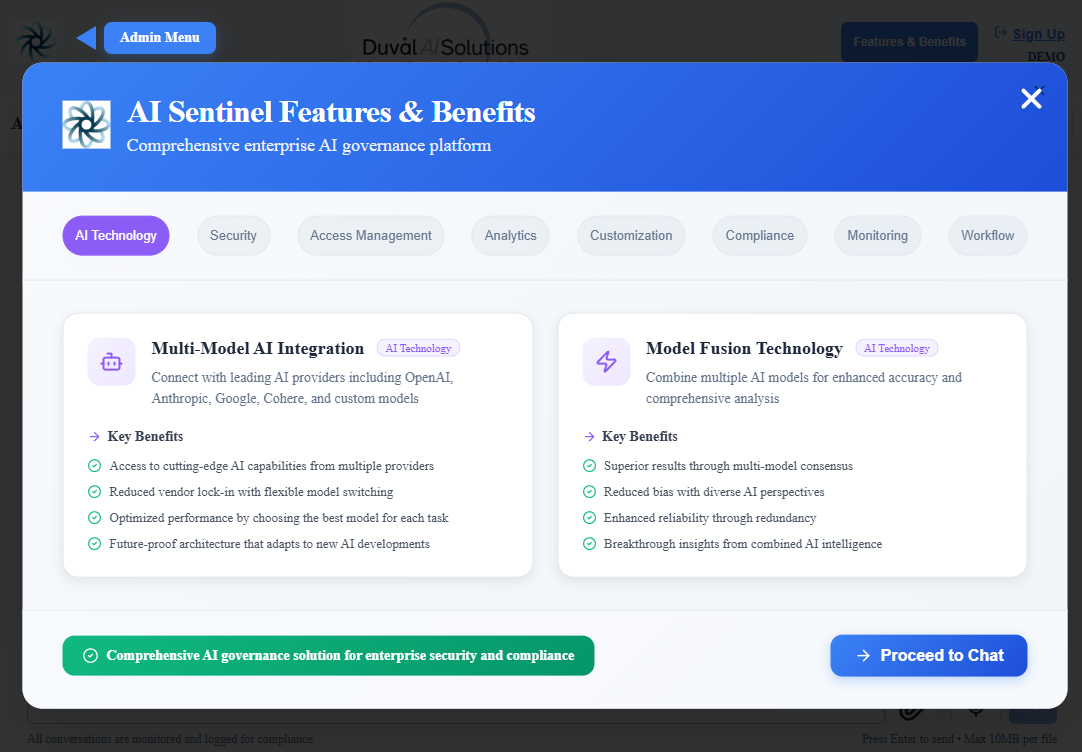 Admin Menu
Duval AI Solutions
Features & Benefits
Sign Up
DEMO
AI Sentinel Features & Benefits
Comprehensive enterprise AI governance platform
AI Technology
Security
Access Management
Analytics
Customization
Compliance
Monitoring
Workflow
Multi-Model AI Integration
AI Technology
Connect with leading AI providers including OpenAI,
Anthropic, Google, Cohere, and custom models
Key Benefits
Access to cutting-edge AI capabilities from multiple providers
Reduced vendor lock-in with flexible model switching
Optimized performance by choosing the best model for each task
Future-proof architecture that adapts to new AI developments
Model Fusion Technology
AI Technology
Combine multiple AI models for enhanced accuracy and
comprehensive analysis
Key Benefits
Superior results through multi-model consensus
Reduced bias with diverse AI perspectives
Enhanced reliability through redundancy
Breakthrough insights from combined AI intelligence
Comprehensive AI governance solution for enterprise security and compliance
Proceed to Chat
All conversations are monitored and logged for compliance.
Press Enter to send • Max 10MB per file